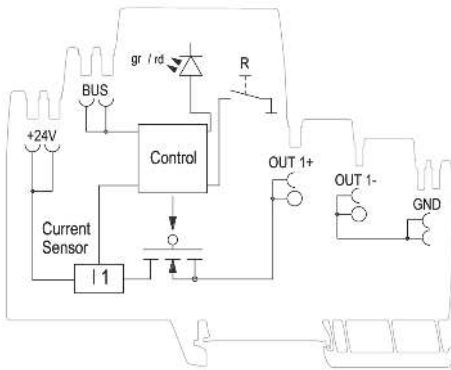 gr / rd
R
BUS
+24V
Control
OUT 1+
OUT 1-
GND
Current
Sensor
I 1